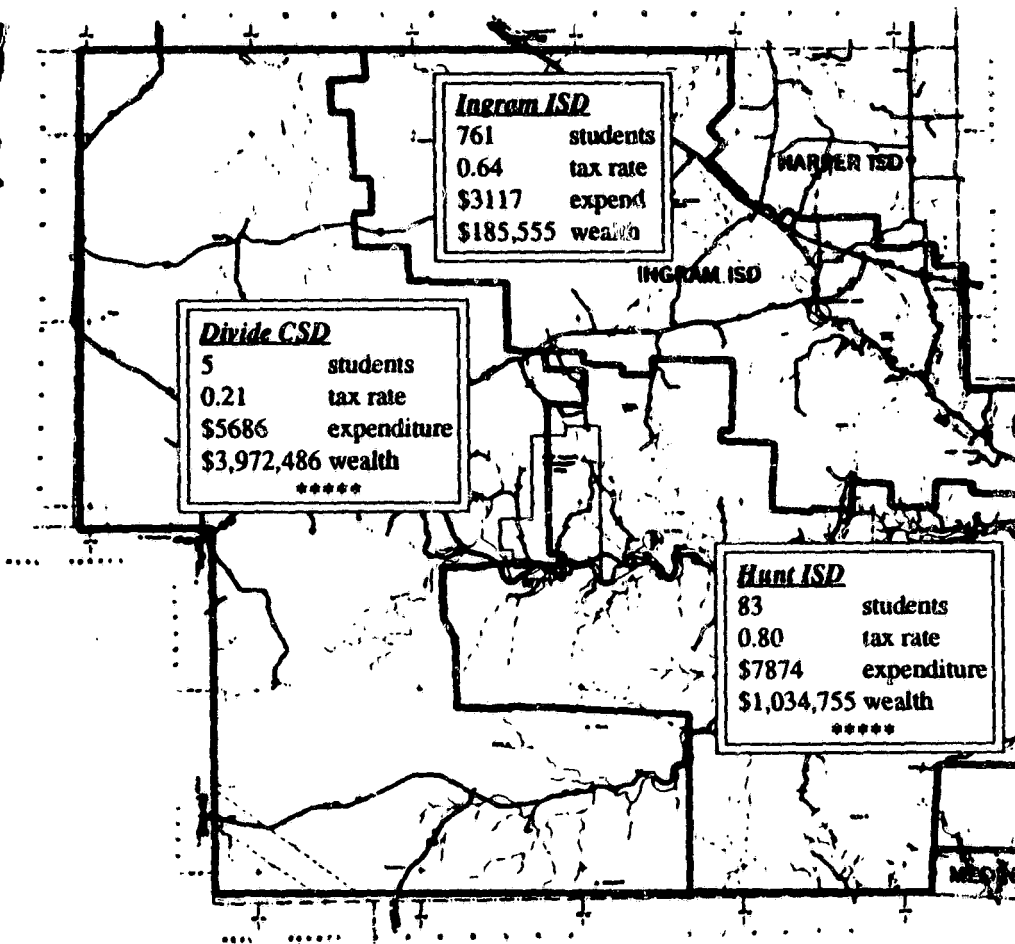 Ingram ISD
761 students
0.64 tax rate
$3117 expend
$185,555 wealth
HARPER ISD
INGRAM ISD
Divide CSD
5 students
0.21 tax rate
$5686 expenditure
$3,972,486 wealth
*****
Hunt ISD
83 students
0.80 tax rate
$7874 expenditure
$1,034,755 wealth
*****